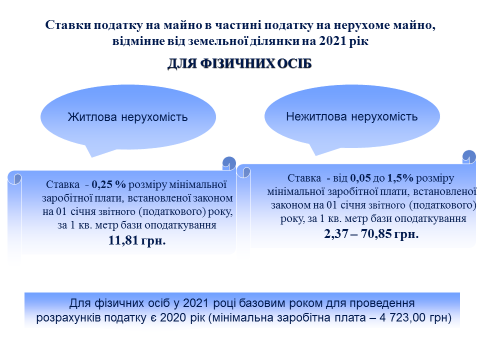 Ставки податку на майно в частині податку на нерухоме майно,
відмінне від земельної ділянки на 2021 рік
ДЛЯ ФІЗИЧНИХ ОСІБ
Житлова нерухомість
Нежитлова нерухомість
Ставка - 0,25 % розміру мінімальної
заробітної плати, встановленої законом
на 01 січня звітного (податкового) року,
за 1 кв. метр бази оподаткування
11,81 грн.
Ставка - від 0,05 до 1,5% розміру
мінімальної заробітної плати, встановленої
законом на 01 січня звітного (податкового)
року, за 1 кв. метр бази оподаткування
2,37 – 70,85 грн.
Для фізичних осіб у 2021 році базовим роком для проведення
розрахунків податку є 2020 рік (мінімальна заробітна плата – 4 723,00 грн)